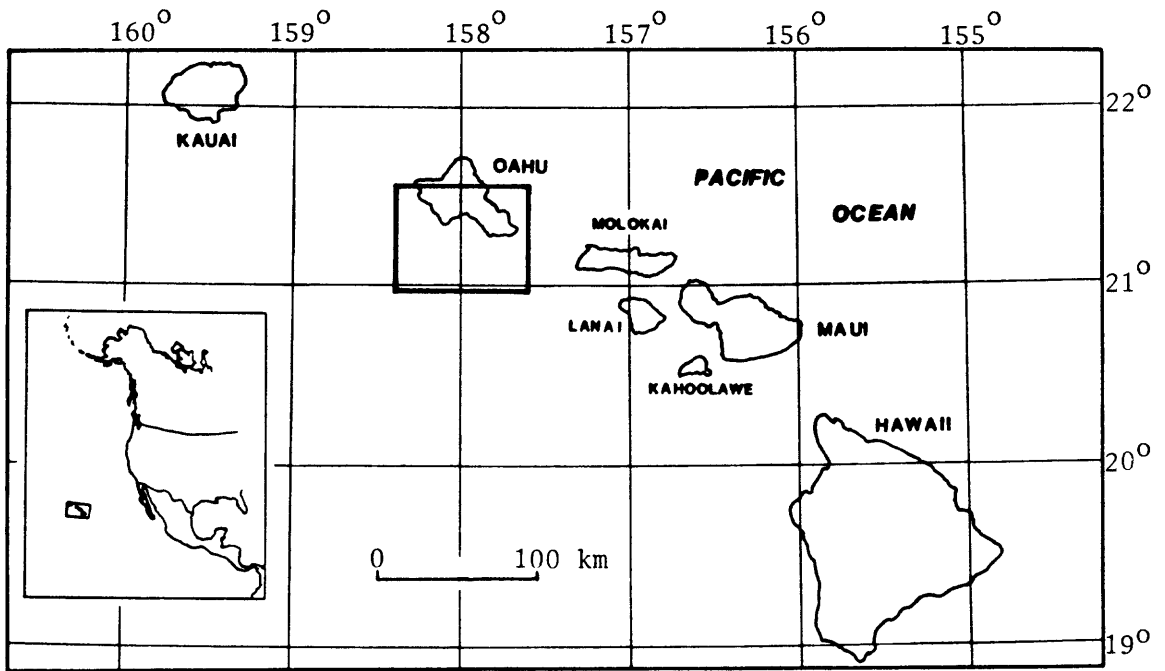 160° 159° 158° 157° 156° 155°
22°
KAUAI
OAHU
PACIFIC
OCEAN
MOLOKAI
21°
LANAI
MAUI
KAHOOLAWE
HAWAII
20°
0 100 km
19°